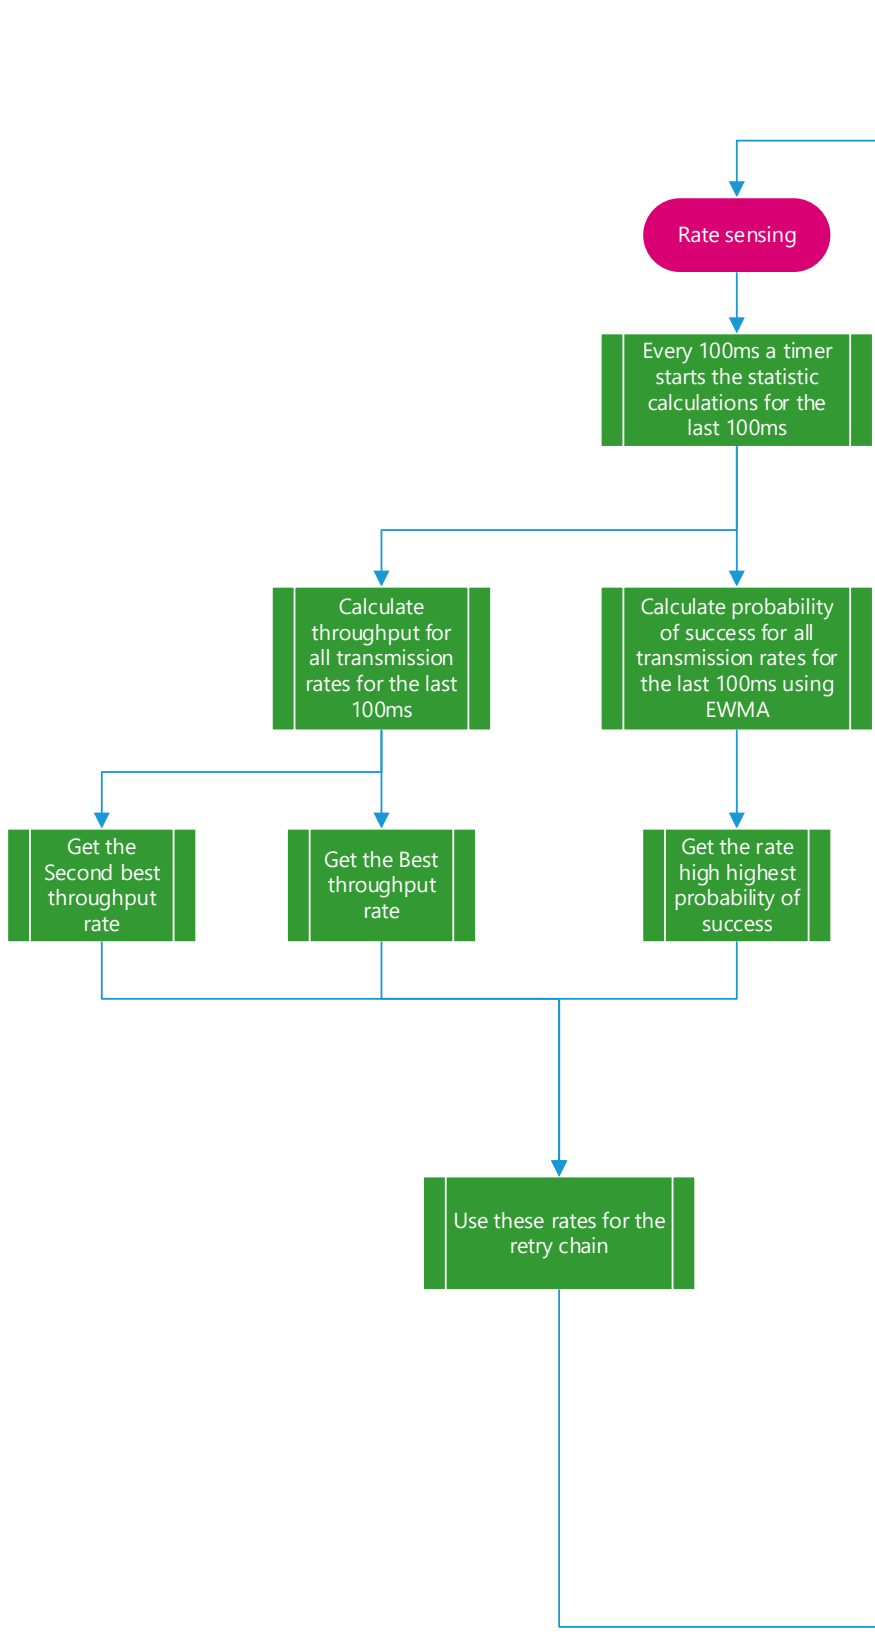 Rate sensing
Every 100ms a timer
starts the statistic
calculations for the
last 100ms
Calculate
throughput for
all transmission
rates for the last
100ms
Calculate probability
of success for all
transmission rates for
the last 100ms using
EWMA
Get the
Second best
throughput
rate
Get the Best
throughput
rate
Get the rate
high highest
probability of
success
Use these rates for the
retry chain